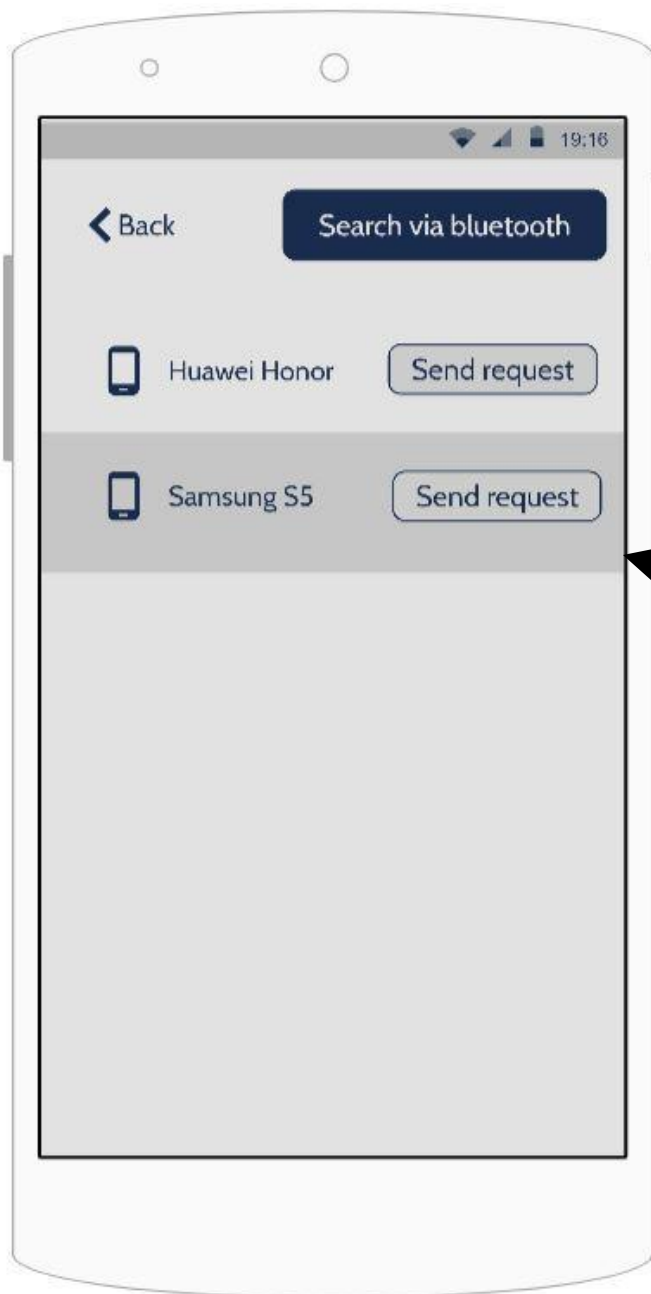 19:16
Back
Search via bluetooth
Huawei Honor
Send request
Samsung S5
Send request